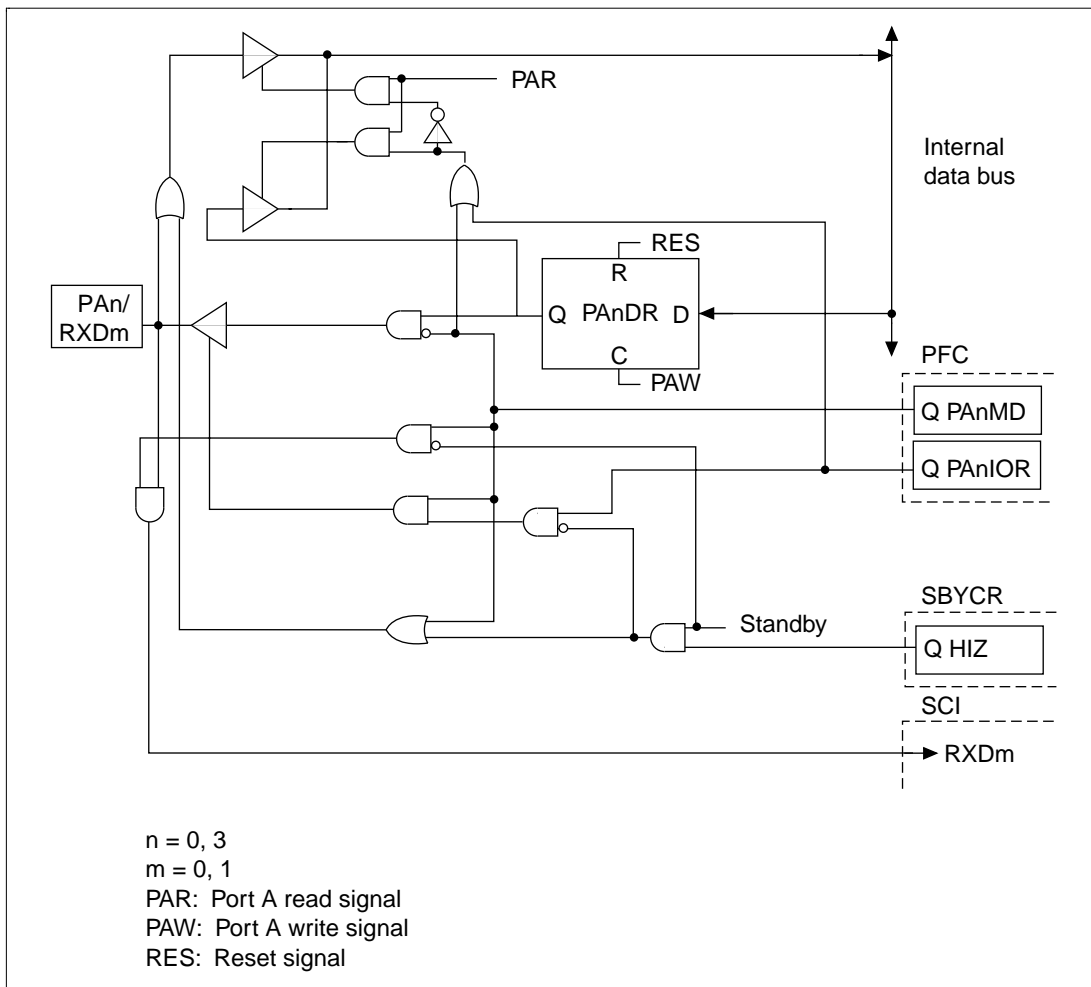 PAR
Internal
data bus
RES
R
PAn/
RXDm
Q PAnDR D
C
PAW
PFC
Q PAnMD
Q PAnIOR
SBYCR
Standby
Q HIZ
SCI
RXDm
n = 0, 3
m = 0, 1
PAR: Port A read signal
PAW: Port A write signal
RES: Reset signal